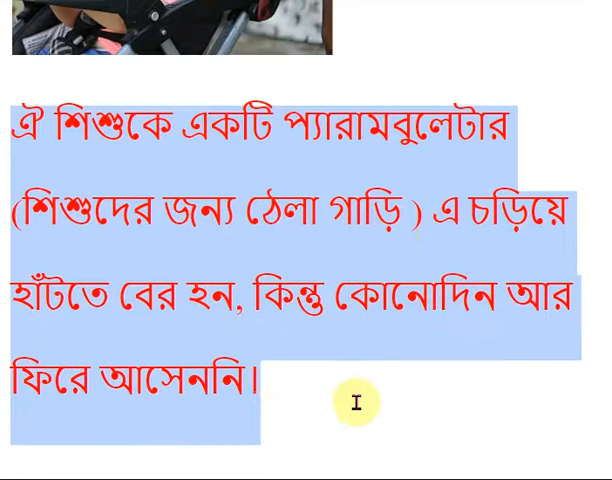 ঐ শিশুকে একটি প্যারামবুলেটার
(শিশুদের জন্য ঠেলা গাড়ি ) এ চড়িয়ে
হাঁটতে বের হন, কিন্তু কোনোদিন আর
ফিরে আসেননি।